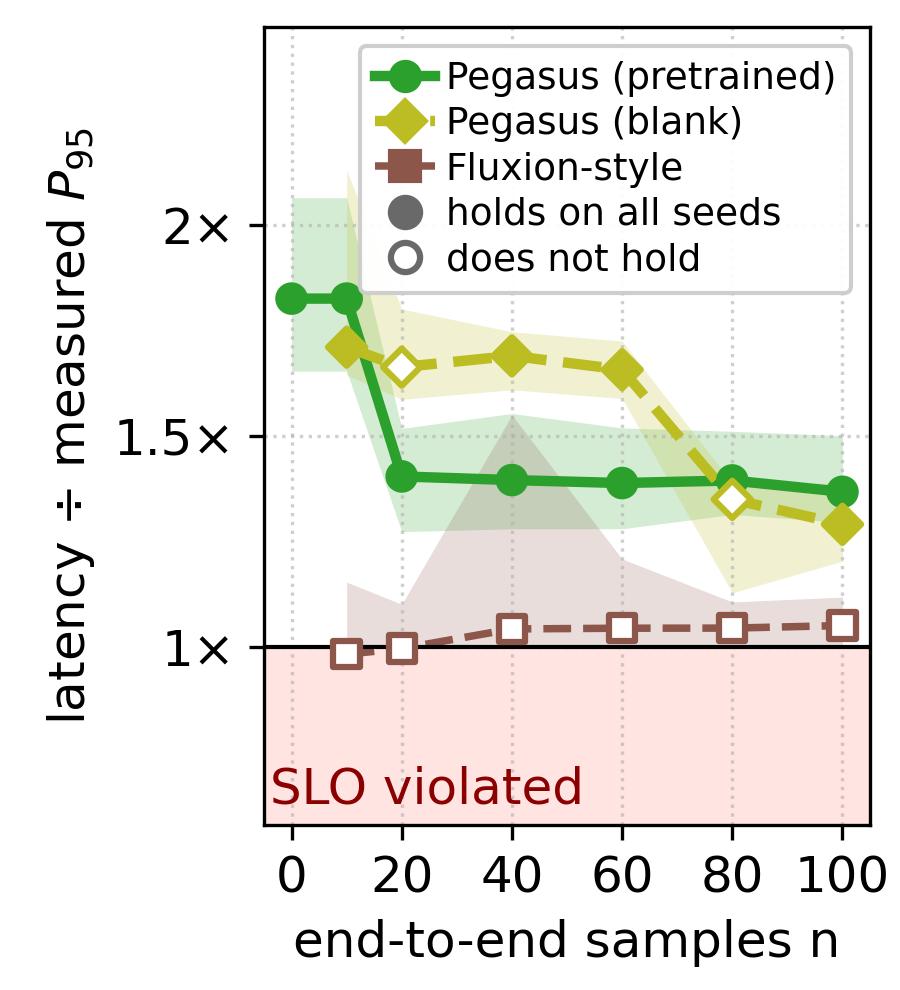 latency ÷ measured P95
2×
1.5×
1×
Pegasus (pretrained)
Pegasus (blank)
Fluxion-style
holds on all seeds
does not hold
SLO violated
0 20 40 60 80 100
end-to-end samples n